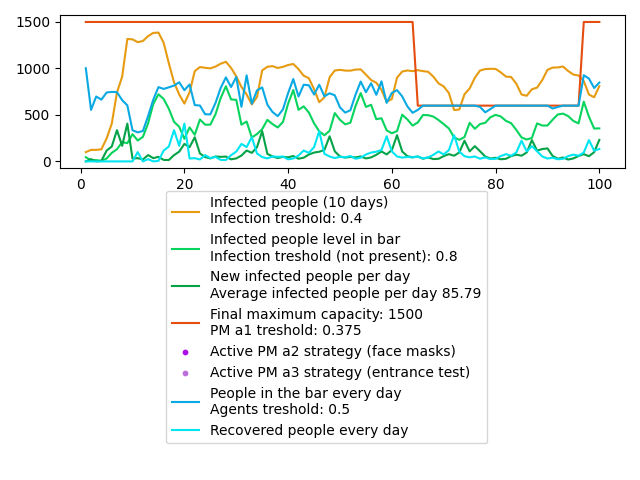 1500
1000
500
0
0
20
40
60
80
100
Infected people (10 days)
Infection treshold: 0.4
Infected people level in bar
Infection treshold (not present): 0.8
New infected people per day
Average infected people per day 85.79
Final maximum capacity: 1500
PM a1 treshold: 0.375
Active PM a2 strategy (face masks)
Active PM a3 strategy (entrance test)
People in the bar every day
Agents treshold: 0.5
Recovered people every day